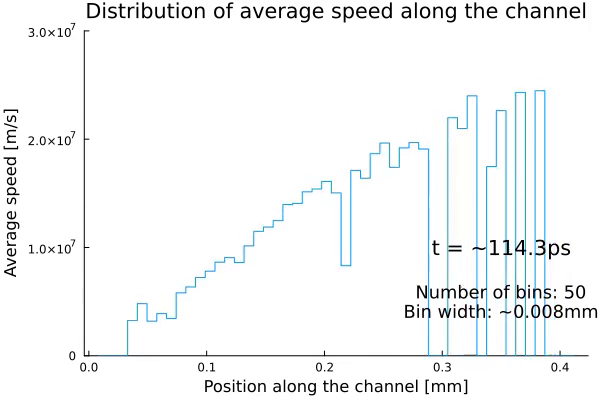 Distribution of average speed along the channel
3.0×10⁷
2.0×10⁷
1.0×10⁷
0
Average speed [m/s]
t = ~114.3ps
Number of bins: 50
Bin width: ~0.008mm
0.0 0.1 0.2 0.3 0.4
Position along the channel [mm]